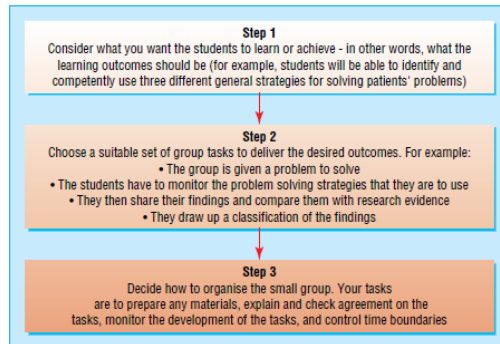 Step 1
Consider what you want the students to learn or achieve - in other words, what the
learning outcomes should be (for example, students will be able to identify and
competently use three different general strategies for solving patients' problems)
Step 2
Choose a suitable set of group tasks to deliver the desired outcomes. For example:
• The group is given a problem to solve
• The students have to monitor the problem solving strategies that they are to use
• They then share their findings and compare them with research evidence
• They draw up a classification of the findings
Step 3
Decide how to organise the small group. Your tasks
are to prepare any materials, explain and check agreement on the
tasks, monitor the development of the tasks, and control time boundaries